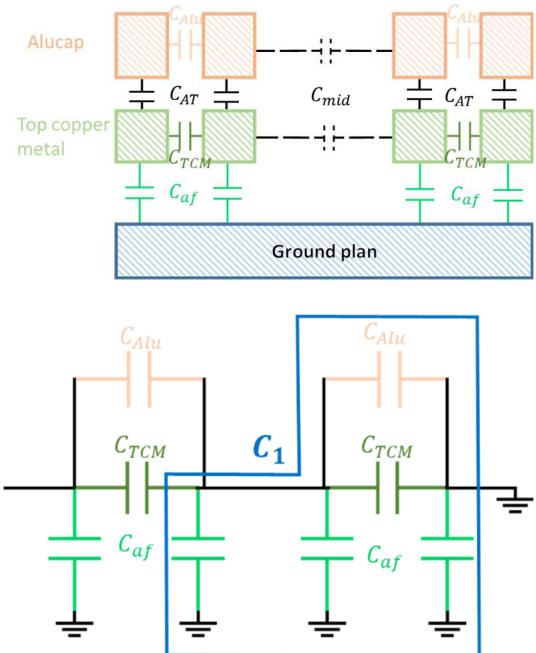 C_Alu C_Alu
Alucap
C_AT C_mid C_AT
Top copper
metal
C_TCM C_TCM
C_af C_af
Ground plan
C_Alu C_Alu
C_TCM C_1 C_TCM
C_af C_af